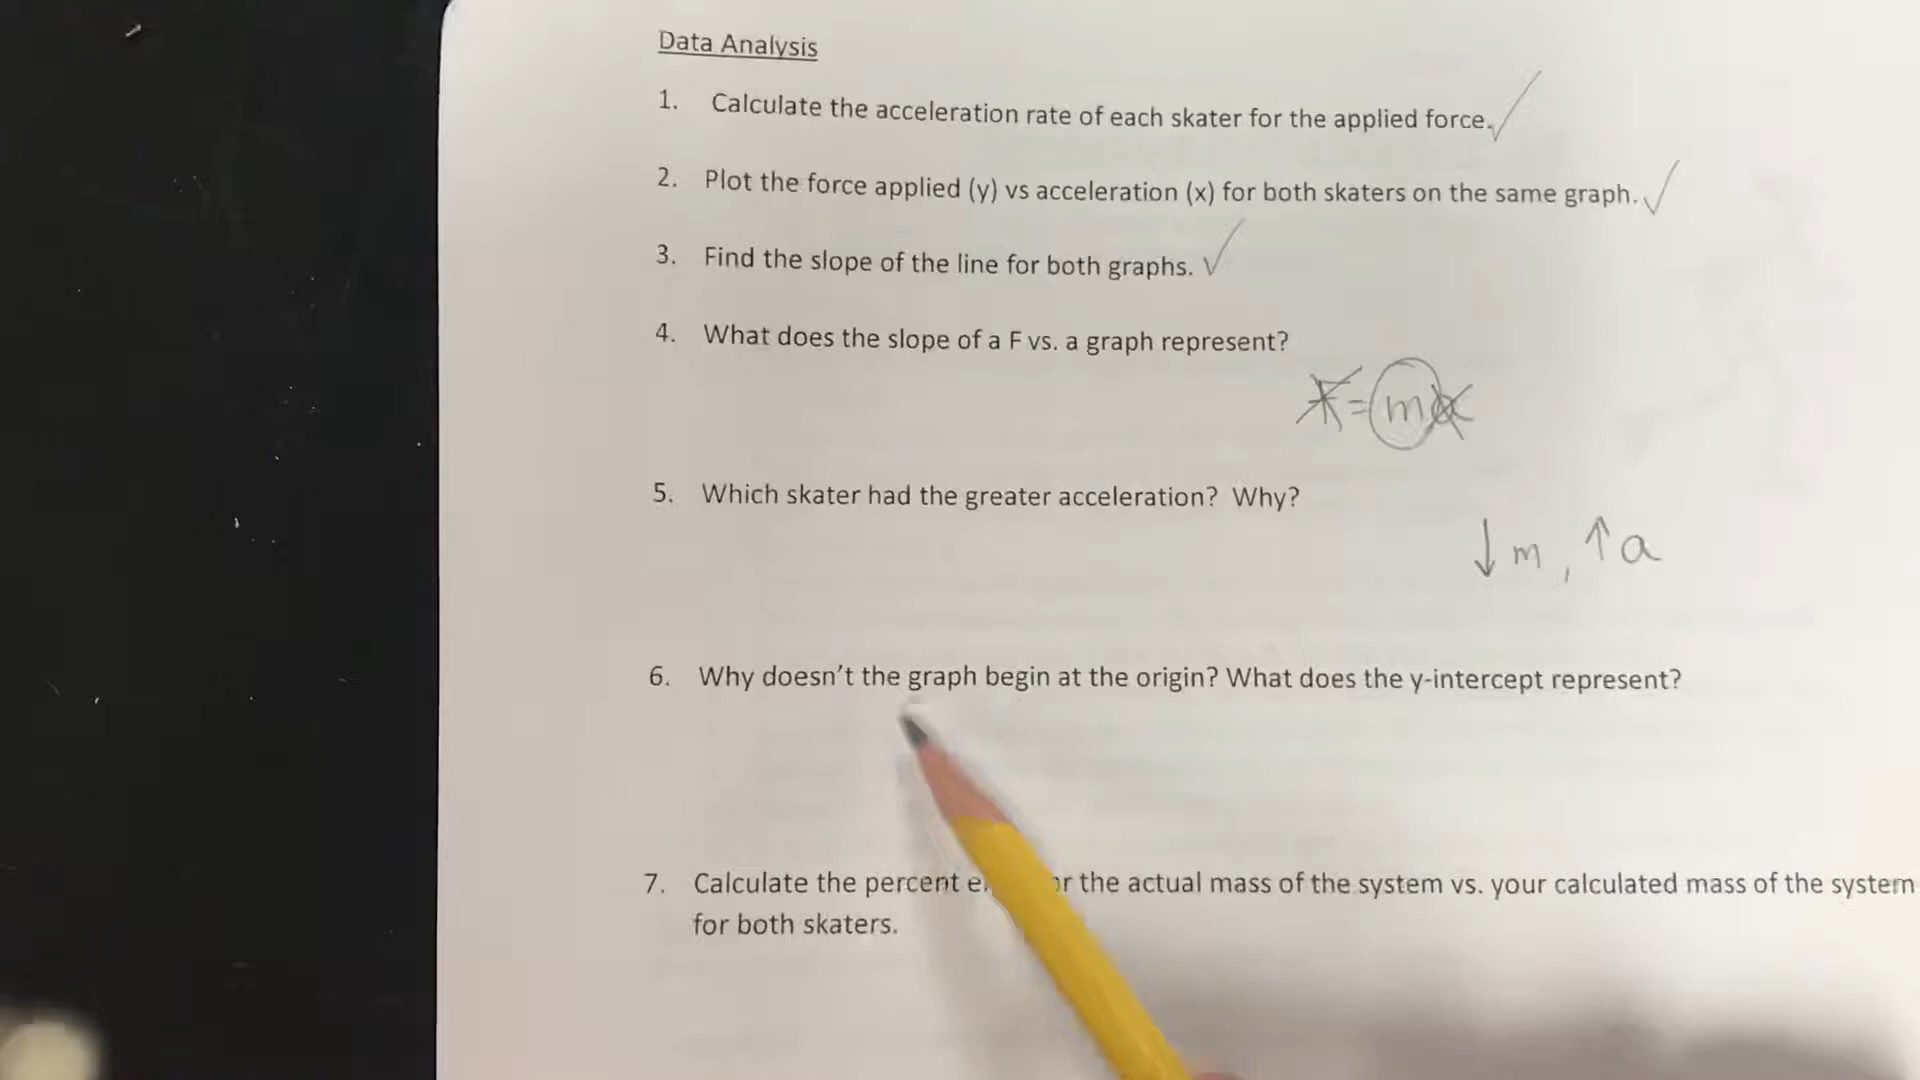 Data Analysis
1. Calculate the acceleration rate of each skater for the applied force.
2. Plot the force applied (y) vs acceleration (x) for both skaters on the same graph.
3. Find the slope of the line for both graphs.
4. What does the slope of a F vs. a graph represent?
F=ma
5. Which skater had the greater acceleration? Why?
↓m, ↑a
6. Why doesn't the graph begin at the origin? What does the y-intercept represent?
7. Calculate the percent the actual mass of the system vs. your calculated mass of the system
for both skaters.